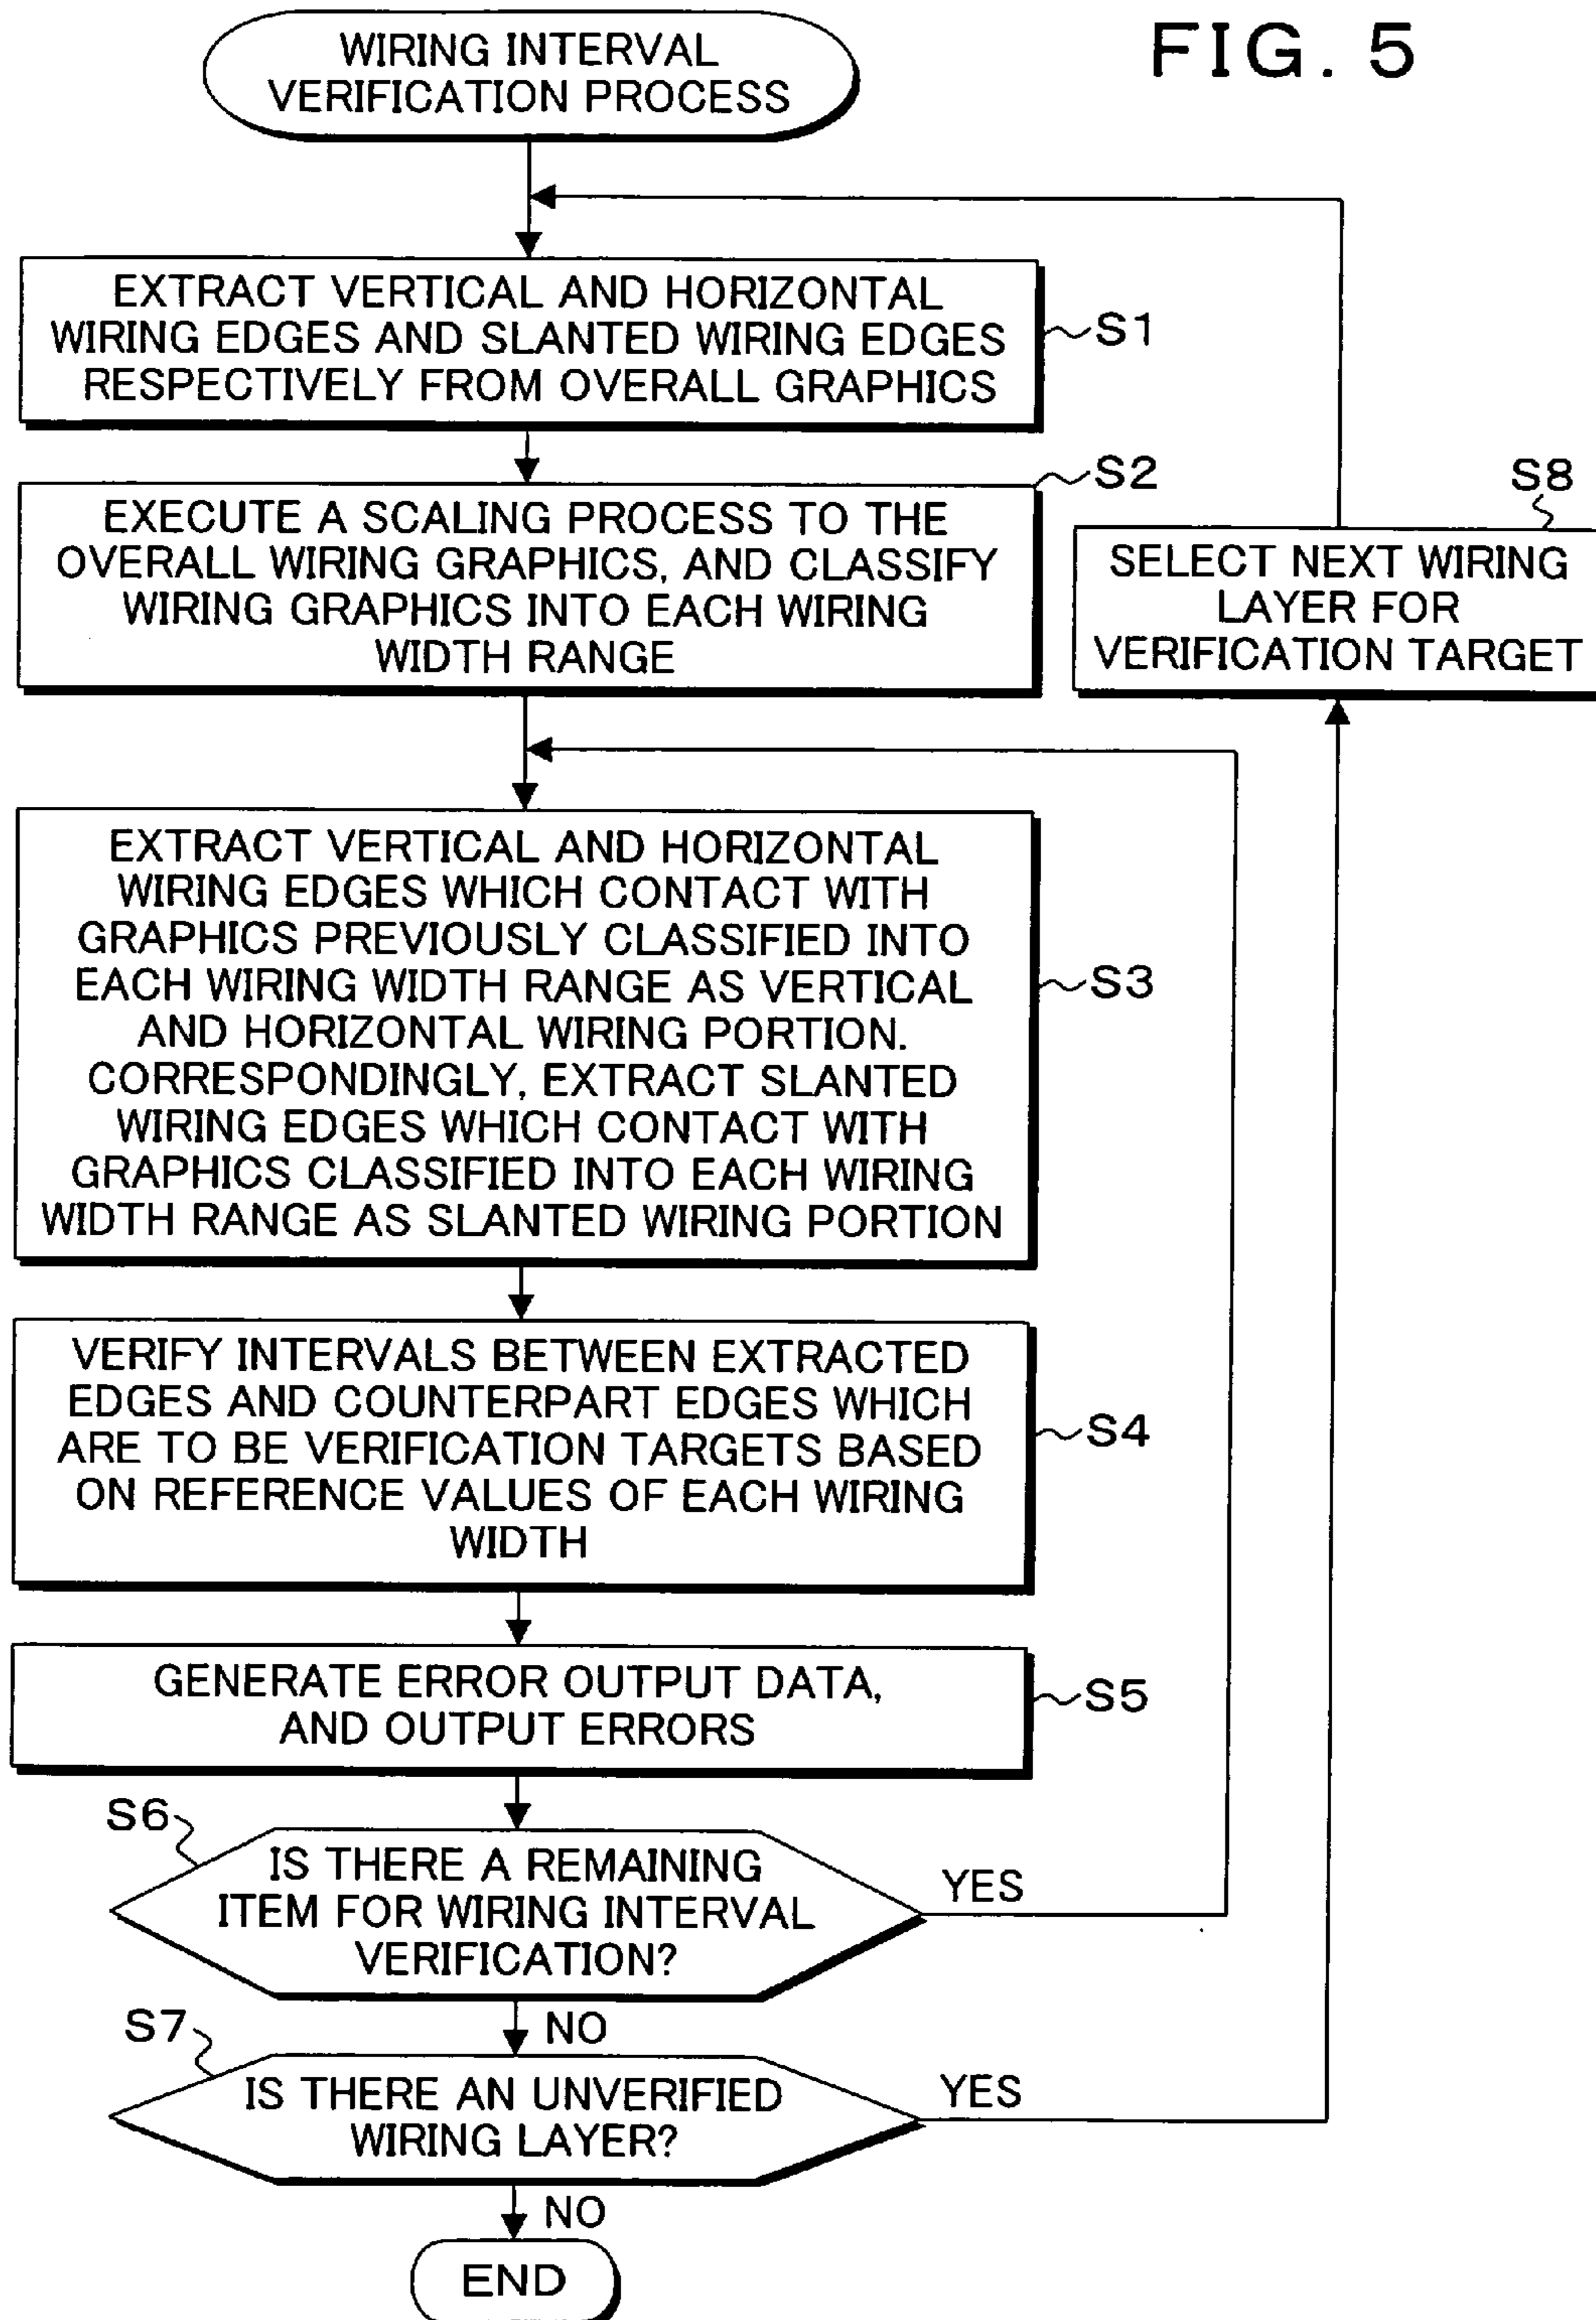 FIG. 5
WIRING INTERVAL
VERIFICATION PROCESS
EXTRACT VERTICAL AND HORIZONTAL
WIRING EDGES AND SLANTED WIRING EDGES
RESPECTIVELY FROM OVERALL GRAPHICS
S1
EXECUTE A SCALING PROCESS TO THE
OVERALL WIRING GRAPHICS, AND CLASSIFY
WIRING GRAPHICS INTO EACH WIRING
WIDTH RANGE
S2
S8
SELECT NEXT WIRING
LAYER FOR
VERIFICATION TARGET
EXTRACT VERTICAL AND HORIZONTAL
WIRING EDGES WHICH CONTACT WITH
GRAPHICS PREVIOUSLY CLASSIFIED INTO
EACH WIRING WIDTH RANGE AS VERTICAL
AND HORIZONTAL WIRING PORTION.
CORRESPONDINGLY, EXTRACT SLANTED
WIRING EDGES WHICH CONTACT WITH
GRAPHICS CLASSIFIED INTO EACH WIRING
WIDTH RANGE AS SLANTED WIRING PORTION
S3
VERIFY INTERVALS BETWEEN EXTRACTED
EDGES AND COUNTERPART EDGES WHICH
ARE TO BE VERIFICATION TARGETS BASED
ON REFERENCE VALUES OF EACH WIRING
WIDTH
S4
GENERATE ERROR OUTPUT DATA,
AND OUTPUT ERRORS
S5
S6
IS THERE A REMAINING
ITEM FOR WIRING INTERVAL
VERIFICATION?
YES
NO
S7
IS THERE AN UNVERIFIED
WIRING LAYER?
YES
NO
END